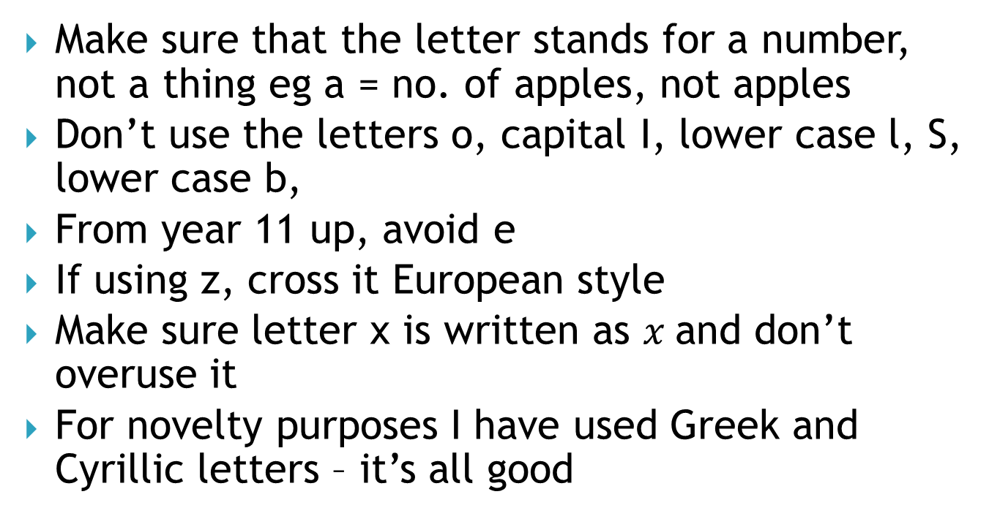 Make sure that the letter stands for a number,
not a thing eg a = no. of apples, not apples
Don’t use the letters o, capital I, lower case l, S,
lower case b,
From year 11 up, avoid e
If using z, cross it European style
Make sure letter x is written as 𝑥 and don’t
overuse it
For novelty purposes I have used Greek and
Cyrillic letters – it’s all good